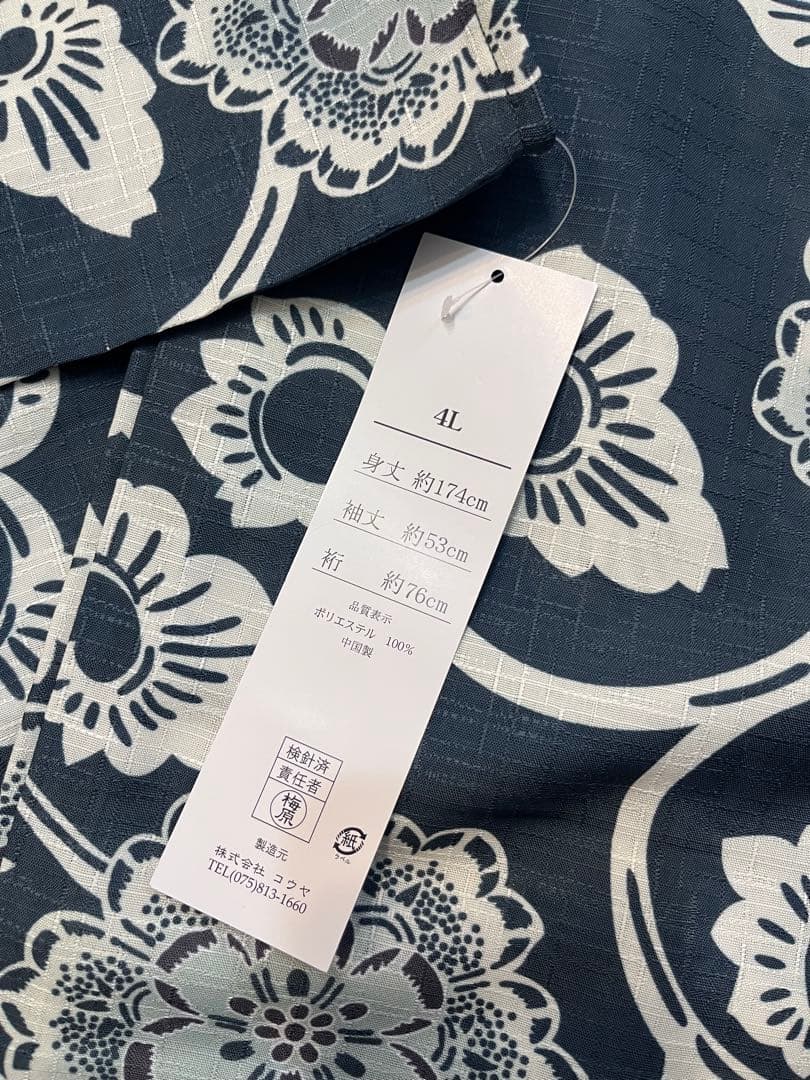 4L
身丈 約174cm
袖丈 約53cm
裄 約76cm
品質表示
ポリエステル 100%
中国製
検針済
責任者
梅原
紙
ラベル
製造元
株式会社 コウヤ
TEL(075)813-1660